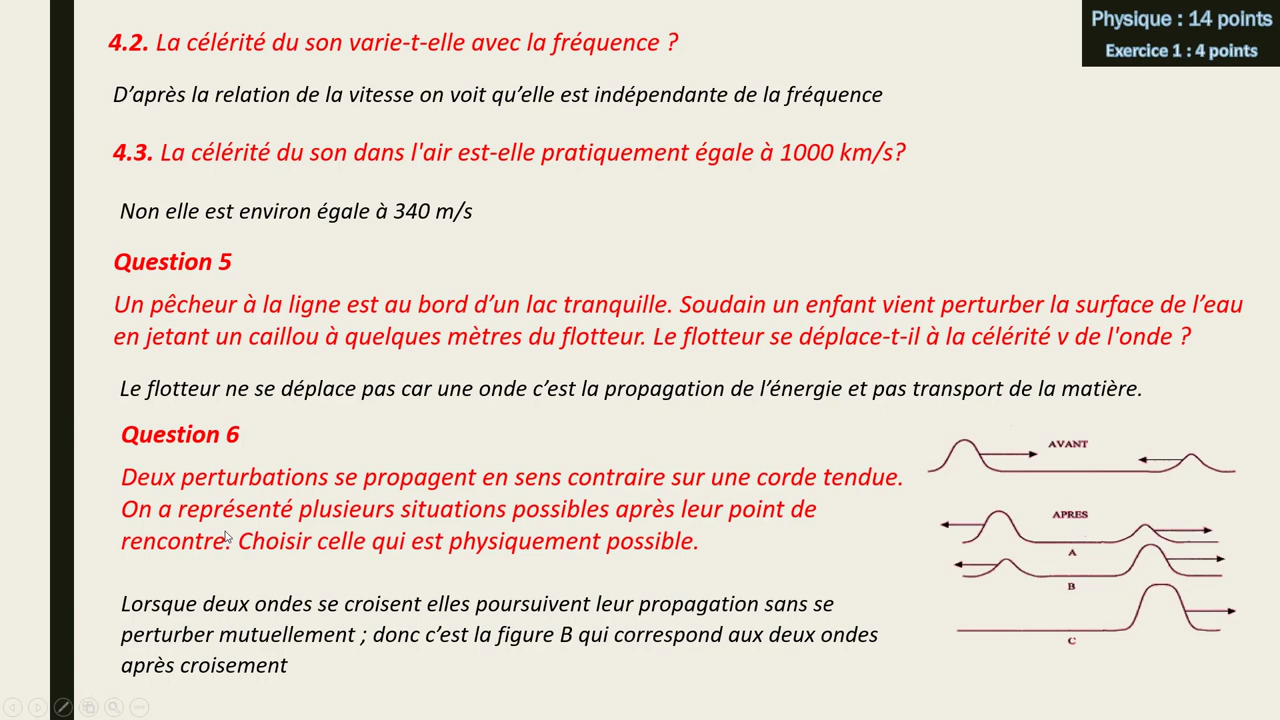 Physique : 14 points
Exercice 1 : 4 points
4.2. La célérité du son varie-t-elle avec la fréquence ?
D’après la relation de la vitesse on voit qu’elle est indépendante de la fréquence
4.3. La célérité du son dans l'air est-elle pratiquement égale à 1000 km/s?
Non elle est environ égale à 340 m/s
Question 5
Un pêcheur à la ligne est au bord d’un lac tranquille. Soudain un enfant vient perturber la surface de l’eau
en jetant un caillou à quelques mètres du flotteur. Le flotteur se déplace-t-il à la célérité v de l'onde ?
Le flotteur ne se déplace pas car une onde c’est la propagation de l’énergie et pas transport de la matière.
Question 6
Deux perturbations se propagent en sens contraire sur une corde tendue.
On a représenté plusieurs situations possibles après leur point de
rencontre. Choisir celle qui est physiquement possible.
Lorsque deux ondes se croisent elles poursuivent leur propagation sans se
perturber mutuellement ; donc c’est la figure B qui correspond aux deux ondes
après croisement
AVANT
APRES
A
B
C